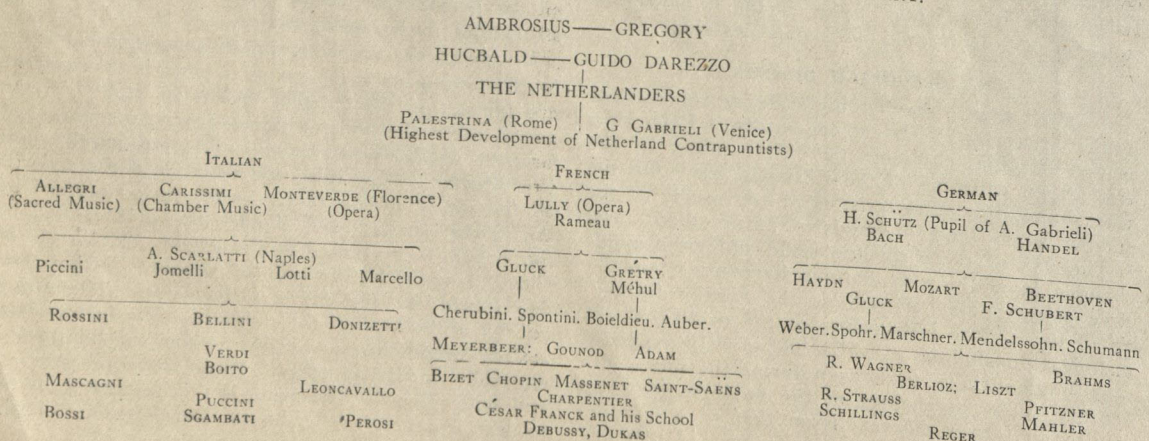 AMBROSIUS — GREGORY
HUCBALD — GUIDO DAREZZO
THE NETHERLANDERS
PALESTRINA (Rome) G GABRIELI (Venice)
(Highest Development of Netherland Contrapuntists)
ITALIAN
ALLEGRI CARISSIMI MONTEVERDE (Florence)
(Sacred Music) (Chamber Music) (Opera)
A. SCARLATTI (Naples)
Piccini Jomelli Lotti Marcello
ROSSINI BELLINI DONIZETTI
VERDI
BOITO
MASCAGNI LEONCAVALLO
PUCCINI
BOSSI SGAMBATI PEROSI
FRENCH
LULLY (Opera)
Rameau
GLUCK GRÉTRY
Méhul
Cherubini. Spontini. Boieldieu. Auber.
MEYERBEER: GOUNOD ADAM
BIZET CHOPIN MASSENET SAINT-SAËNS
CHARPENTIER
CÉSAR FRANCK and his School
DEBUSSY, DUKAS
GERMAN
H. SCHÜTZ (Pupil of A. Gabrieli)
BACH HANDEL
HAYDN MOZART BEETHOVEN
GLUCK F. SCHUBERT
Weber. Spohr. Marschner. Mendelssohn. Schumann
R. WAGNER BRAHMS
BERLIOZ; LISZT
R. STRAUSS PFITZNER
SCHILLINGS MAHLER
REGER